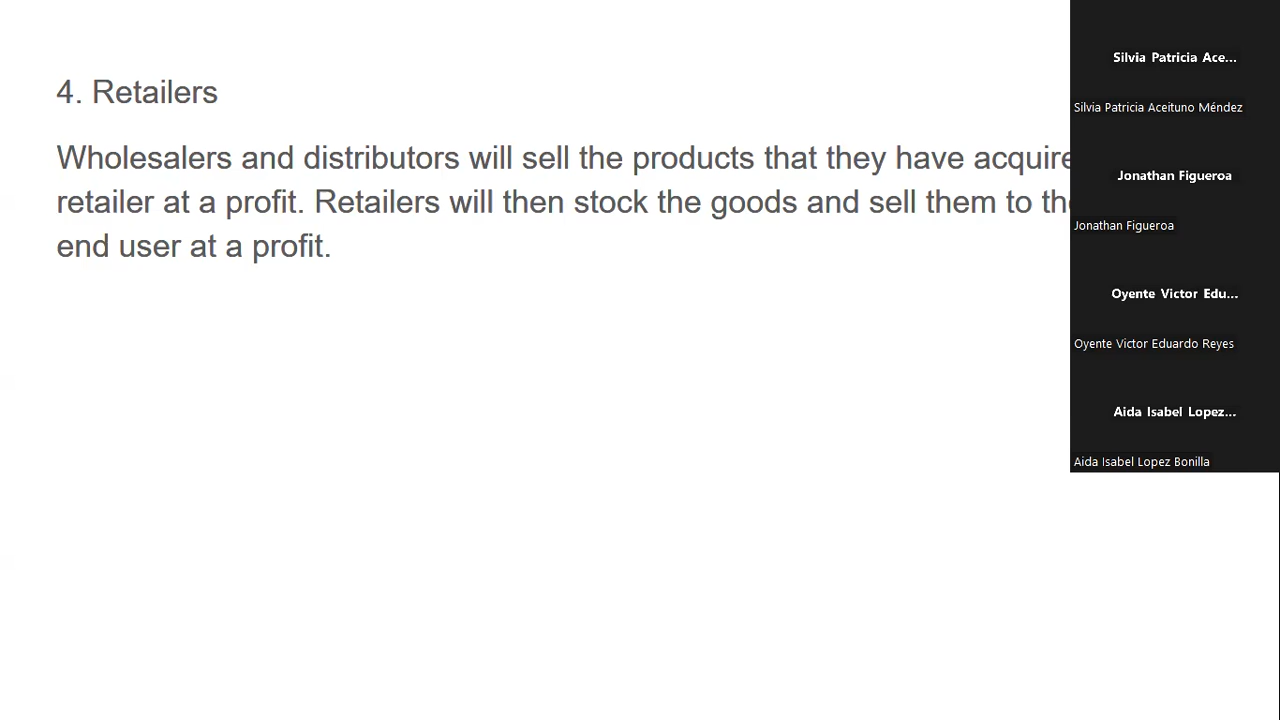 4. Retailers
Wholesalers and distributors will sell the products that they have acquire
retailer at a profit. Retailers will then stock the goods and sell them to
end user at a profit.
Silvia Patricia Ace...
Silvia Patricia Aceituno Méndez
Jonathan Figueroa
Jonathan Figueroa
Oyente Victor Edu...
Oyente Victor Eduardo Reyes
Aida Isabel Lopez...
Aida Isabel Lopez Bonilla